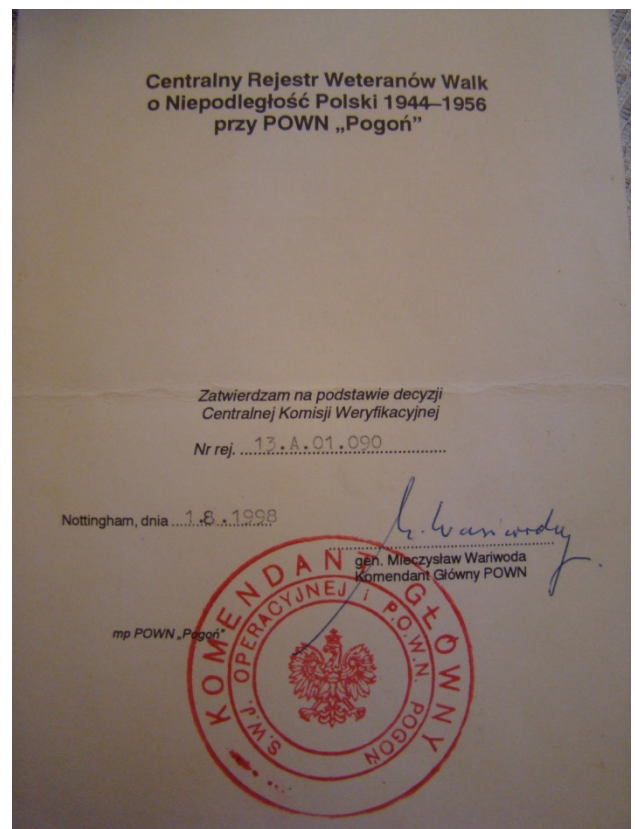 Centralny Rejestr Weteranów Walk
o Niepodległość Polski 1944–1956
przy POWN „Pogoń”
Zatwierdzam na podstawie decyzji
Centralnej Komisji Weryfikacyjnej
Nr rej. 13.A.01.090
Nottingham, dnia 1.8.1998
gen. Mieczysław Wariwoda
Komendant Główny POWN
mp POWN „Pogoń”
KOMENDANT GŁÓWNY
S.W.J. OPERACYJNEJ i P.O.W.N. POGOŃ